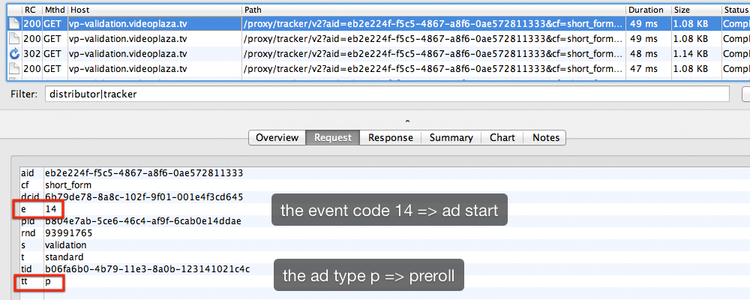 RC Mthd Host Path Duration Size Status
200 GET vp-validation.videoplaza.tv /proxy/tracker/v2?aid=eb2e224f-f5c5-4867-a8f6-0ae572811333&cf=short_form... 49 ms 1.08 KB Compl
200 GET vp-validation.videoplaza.tv /proxy/tracker/v2?aid=eb2e224f-f5c5-4867-a8f6-0ae572811333&cf=short_form... 49 ms 1.08 KB Compl
302 GET vp-validation.videoplaza.tv /proxy/tracker/v2?aid=eb2e224f-f5c5-4867-a8f6-0ae572811333&cf=short_form... 48 ms 1.14 KB Compl
200 GET vp-validation.videoplaza.tv /proxy/tracker/v2?aid=eb2e224f-f5c5-4867-a8f6-0ae572811333&cf=short_form... 47 ms 1.08 KB Compl
Filter: distributor|tracker
Overview Request Response Summary Chart Notes
aid eb2e224f-f5c5-4867-a8f6-0ae572811333
cf short_form
dcid 6b79de78-8a8c-102f-9f01-001e4f3cd645
e 14
the event code 14 => ad start
pid b804e7ab-5ce6-46c4-af9f-6cab0e14ddae
rnd 93991765
s validation
t standard
tid b06fa6b0-4b79-11e3-8a0b-123141021c4c
tt p
the ad type p => preroll